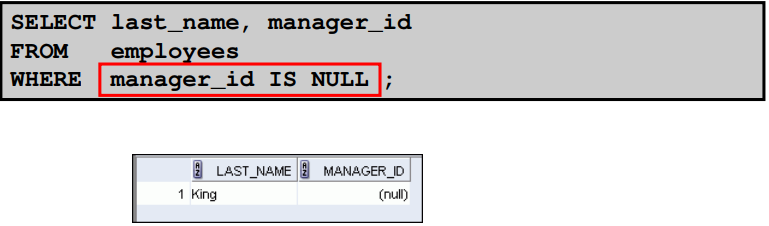 SELECT last_name, manager_id
FROM employees
WHERE manager_id IS NULL ;
LAST_NAME MANAGER_ID
1 King (null)